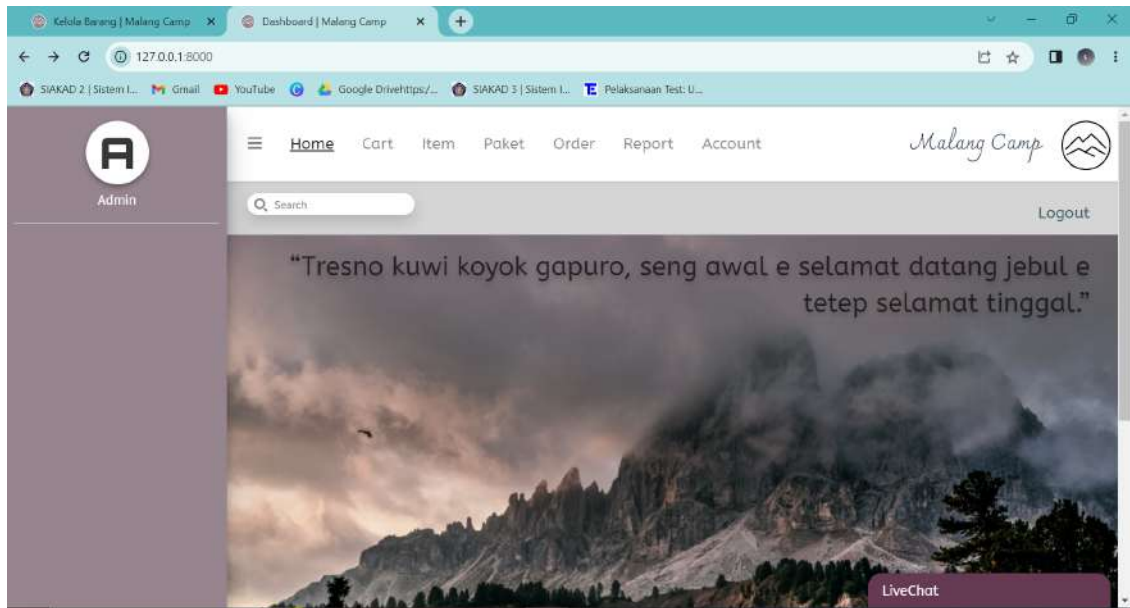 Kelola Barang | Malang Camp
Dashboard | Malang Camp
127.0.0.1:8000
SIAKAD 2 | Sistem I...
Gmail
YouTube
Google Drivehttps:/...
SIAKAD 3 | Sistem I...
Pelaksanaan Test: U...
A
Admin
Home Cart Item Paket Order Report Account
Malang Camp
Search
Logout
“Tresno kuwi koyok gapuro, seng awal e selamat datang jebul e
tetep selamat tinggal.”
LiveChat